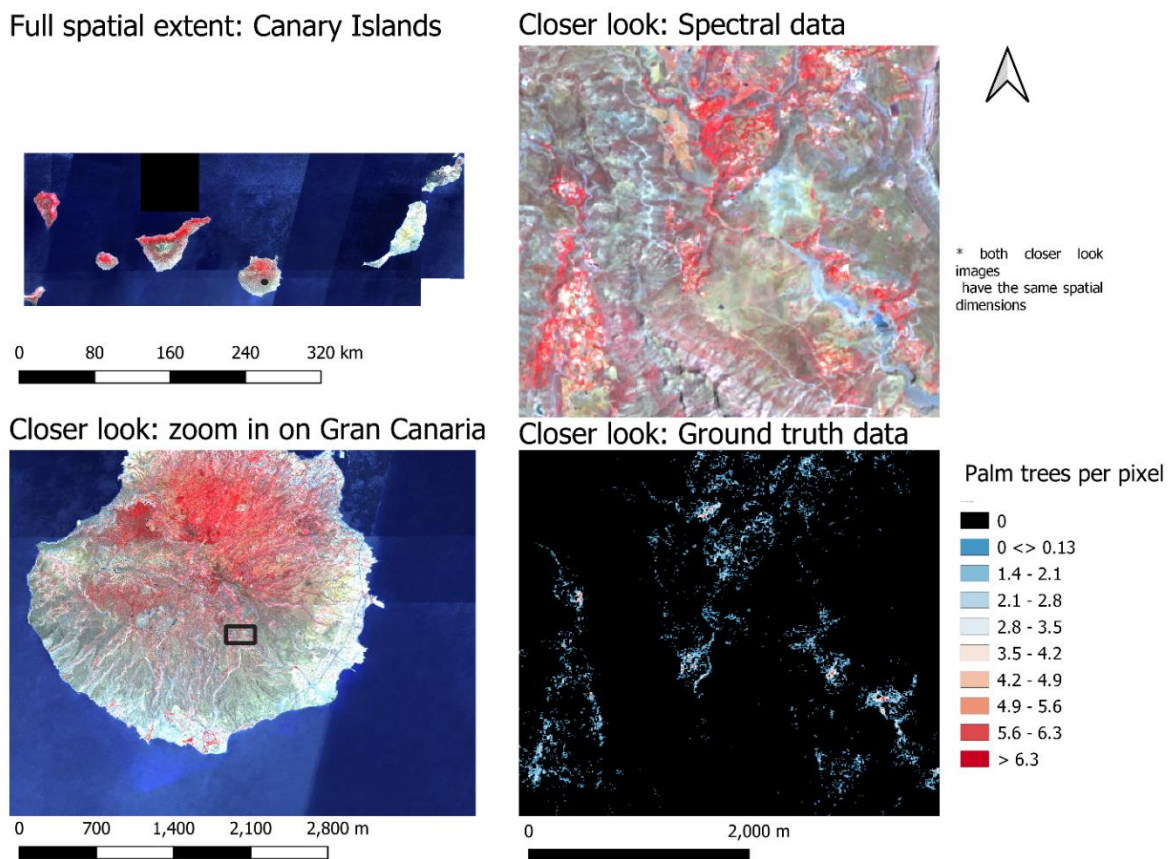 Full spatial extent: Canary Islands
0 80 160 240 320 km
Closer look: Spectral data
* both closer look
images
have the same spatial
dimensions
Closer look: zoom in on Gran Canaria
0 700 1,400 2,100 2,800 m
Closer look: Ground truth data
0 2,000 m
Palm trees per pixel
0
0 <> 0.13
1.4 - 2.1
2.1 - 2.8
2.8 - 3.5
3.5 - 4.2
4.2 - 4.9
4.9 - 5.6
5.6 - 6.3
> 6.3